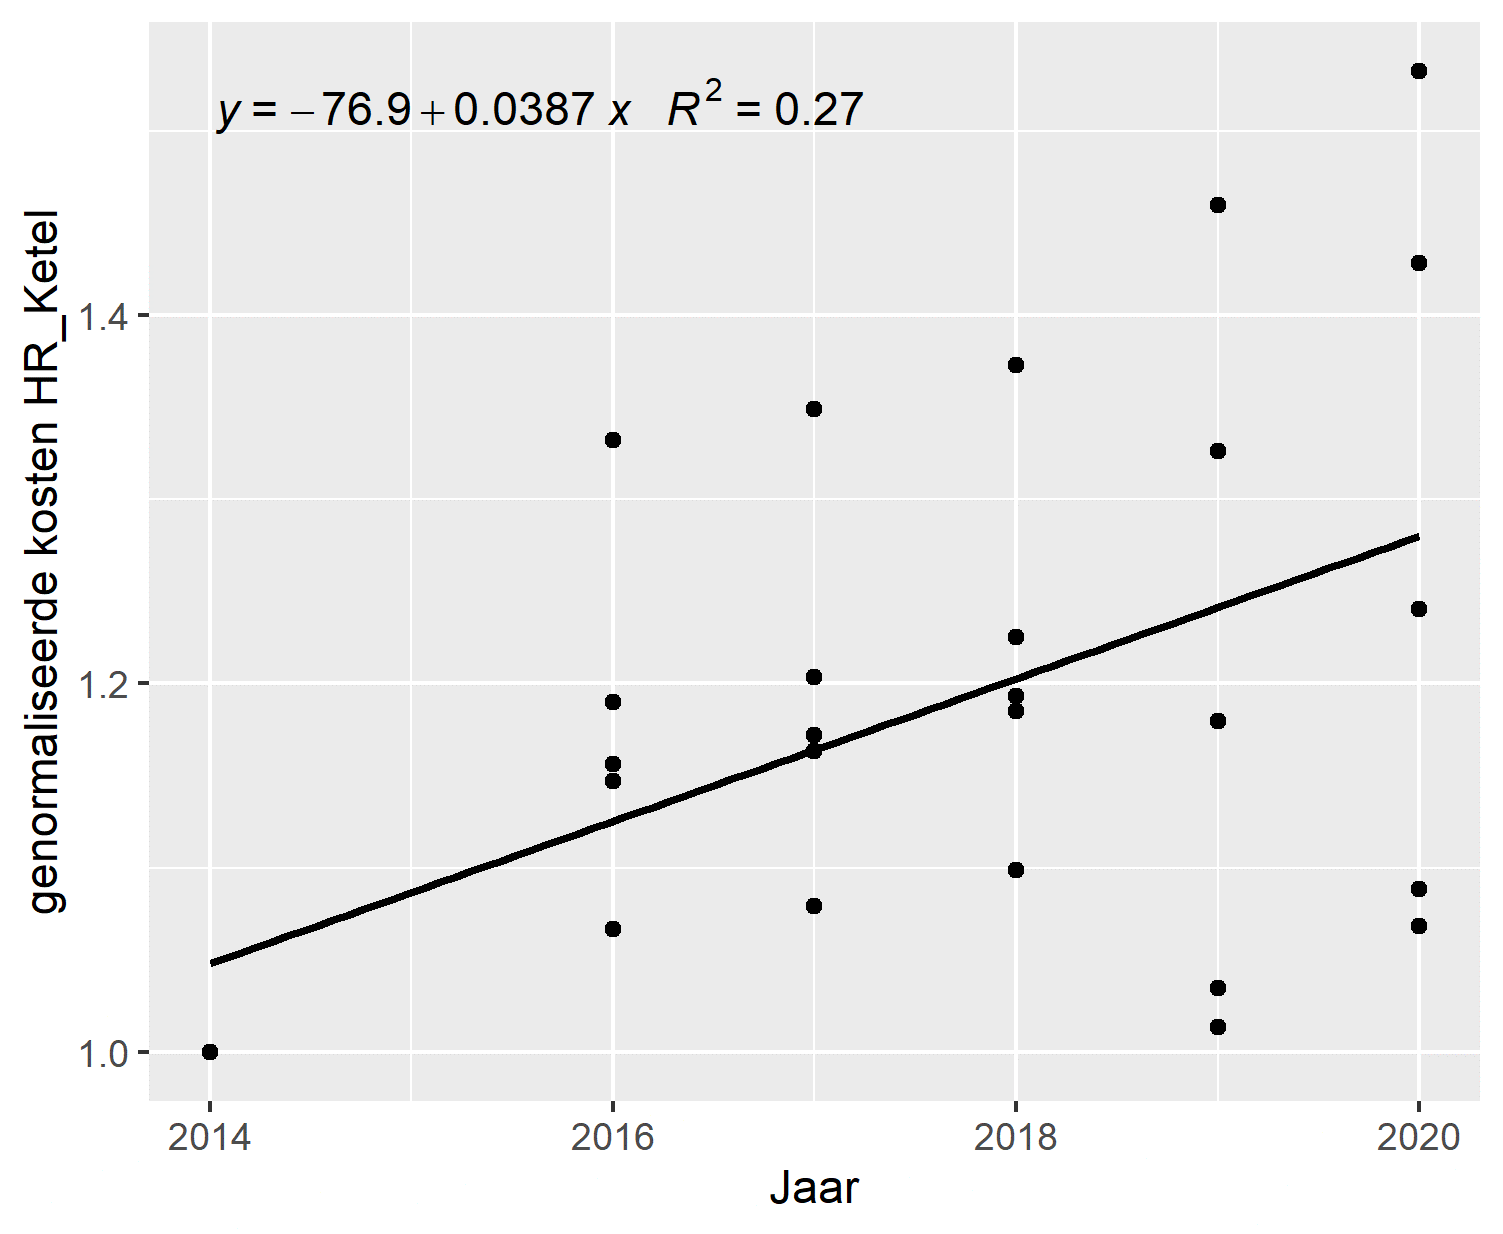 y = −76.9 + 0.0387 x R² = 0.27
genormaliseerde kosten HR_Ketel
1.4
1.2
1.0
2014 2016 2018 2020
Jaar